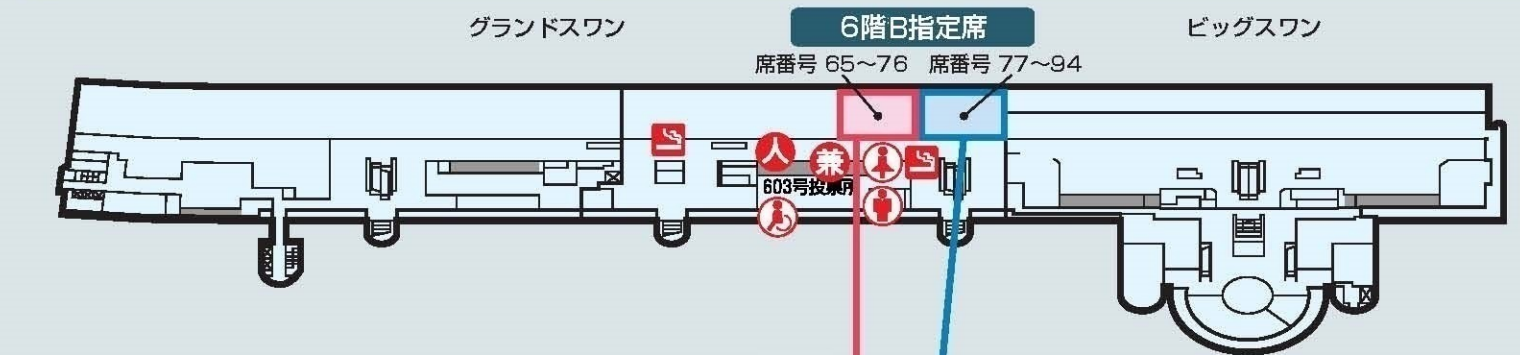 グランドスワン
6階B指定席
ビッグスワン
席番号 65～76
席番号 77～94
人
兼
603号投票所